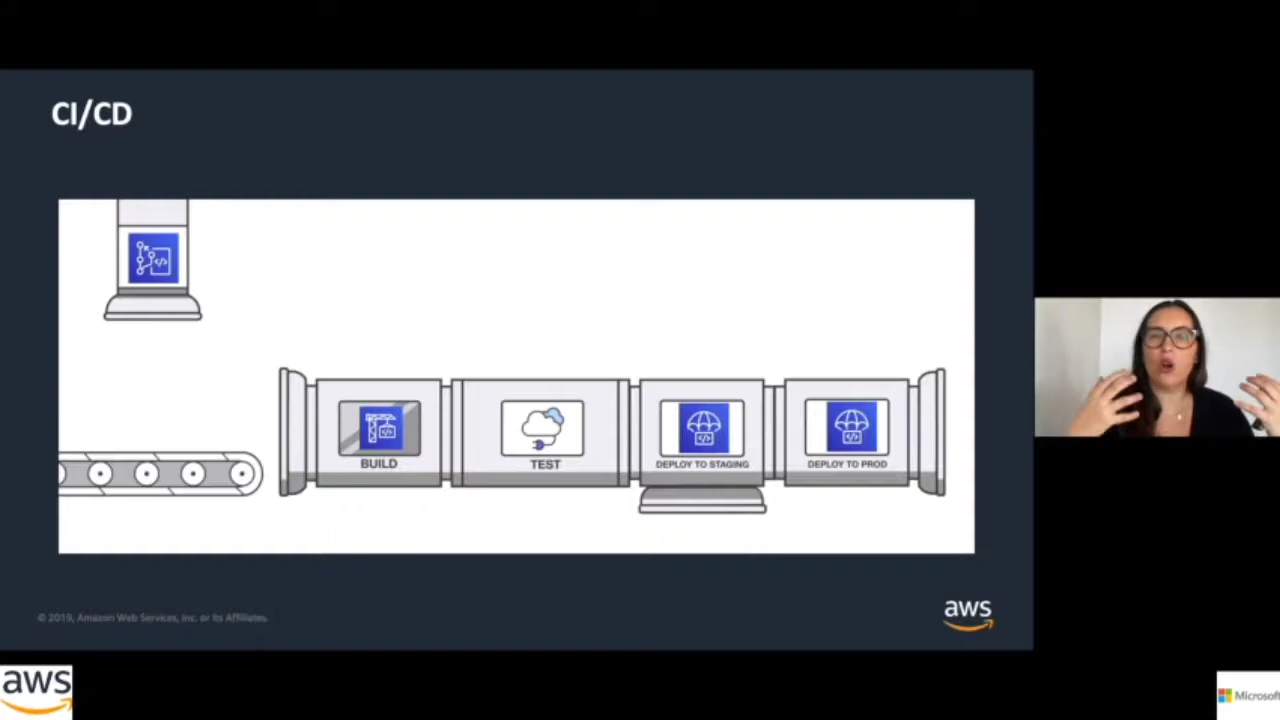 CI/CD
BUILD
TEST
DEPLOY TO STAGING
DEPLOY TO PROD
© 2019, Amazon Web Services, Inc. or its Affiliates.
aws
aws
Microsoft